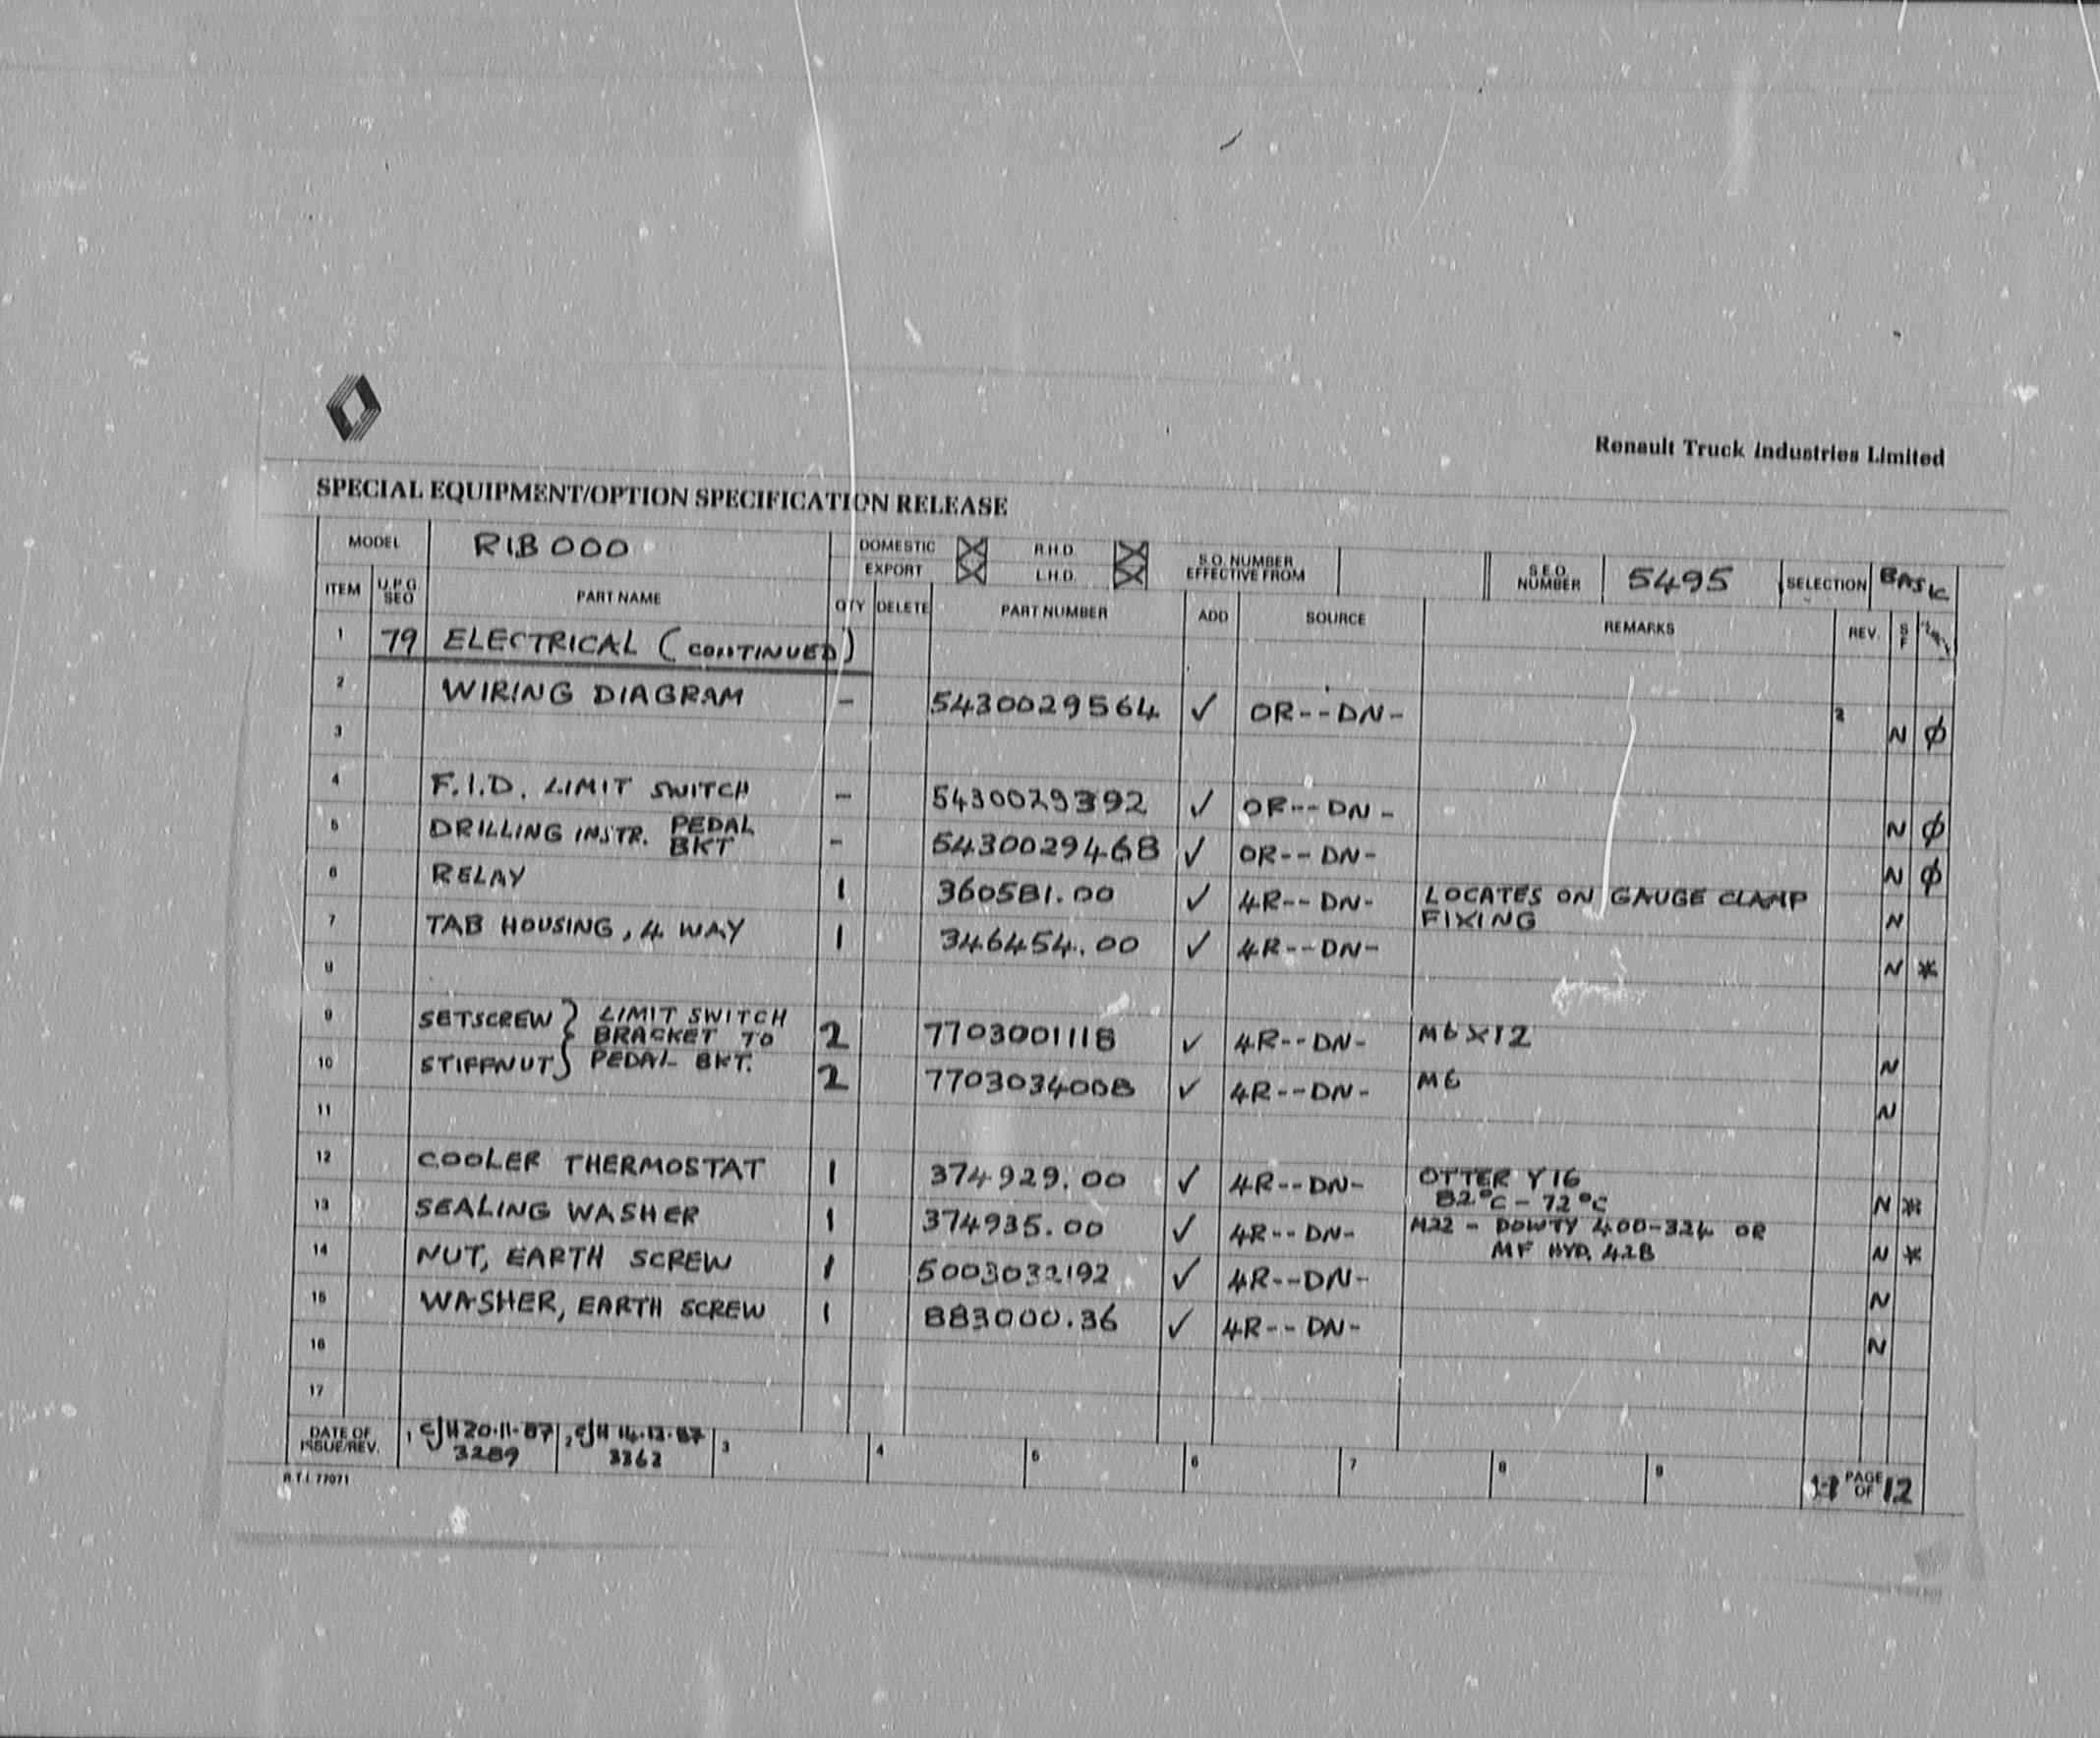 Renault Truck Industries Limited
SPECIAL EQUIPMENT/OPTION SPECIFICATION RELEASE
MODEL R1B000 DOMESTIC R.H.D. S.O. NUMBER EFFECTIVE FROM S.E.O. NUMBER 5495 SELECTION BASIC
EXPORT L.H.D.
ITEM U.P.G. SEQ PART NAME QTY DELETE PART NUMBER ADD SOURCE REMARKS REV. S F
1 79 ELECTRICAL (CONTINUED)
2 WIRING DIAGRAM - 5430029564 ✓ OR--DN- 2 N Ø
3
4 F.I.D. LIMIT SWITCH - 5430029392 ✓ OR--DN- N Ø
5 DRILLING INSTR. PEDAL BKT - 5430029468 ✓ OR--DN- N Ø
6 RELAY 1 360581.00 ✓ 4R--DN- LOCATES ON GAUGE CLAMP FIXING N
7 TAB HOUSING, 4 WAY 1 346454.00 ✓ 4R--DN- N *
8
9 SETSCREW } LIMIT SWITCH BRACKET TO 2 7703001118 ✓ 4R--DN- M6X12 N
10 STIFFNUT } PEDAL BKT. 2 7703034008 ✓ 4R--DN- M6 N
11
12 COOLER THERMOSTAT 1 374929.00 ✓ 4R--DN- OTTER Y16 82°C - 72°C N *
13 SEALING WASHER 1 374935.00 ✓ 4R--DN- M22 - DOWTY 400-324 OR MF HYD. 42B N *
14 NUT, EARTH SCREW 1 5003032192 ✓ 4R--DN- N
15 WASHER, EARTH SCREW 1 883000.36 ✓ 4R--DN- N
16
17
DATE OF ISSUE/REV. 1 CJH 20.11.87 3289 2 CJH 14.12.87 3362 3 4 5 6 7 8 9 11 PAGE OF 12
R.T.I. 77071